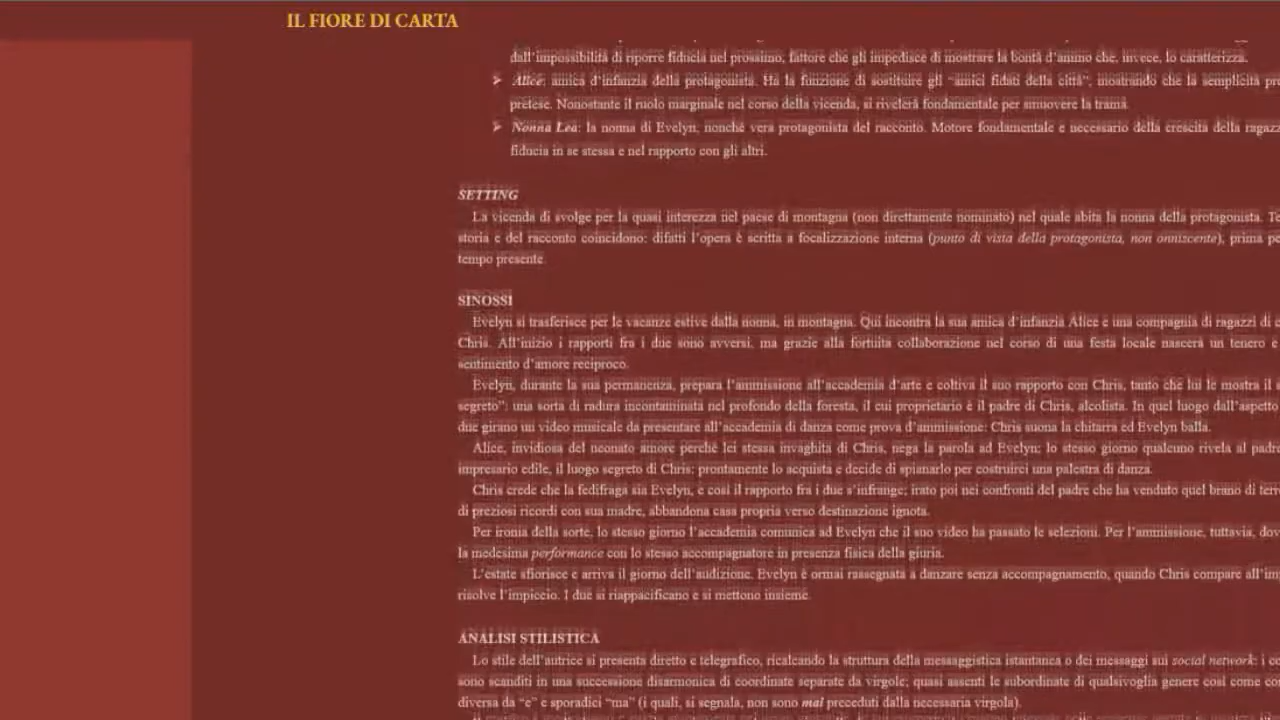 IL FIORE DI CARTA
dall'impossibilità di riporre fiducia nel prossimo, fattore che gli impedisce di mostrare la bontà d'animo che, invece, lo caratterizza.
➤ Alice: amica d'infanzia della protagonista. Ha la funzione di sostituire gli "amici fidati della città", mostrando che la semplicità pre
pretese. Nonostante il ruolo marginale nel corso della vicenda, si rivelerà fondamentale per smuovere la trama.
➤ Nonna Lea: la nonna di Evelyn, nonché vera protagonista del racconto. Motore fondamentale e necessario della crescita della ragazz
fiducia in se stessa e nel rapporto con gli altri.
SETTING
La vicenda di svolge per la quasi interezza nel paese di montagna (non direttamente nominato) nel quale abita la nonna della protagonista. Te
storia e del racconto coincidono: difatti l'opera è scritta a focalizzazione interna (punto di vista della protagonista, non onniscente), prima pe
tempo presente.
SINOSSI
Evelyn si trasferisce per le vacanze estive dalla nonna, in montagna. Qui incontra la sua amica d'infanzia Alice e una compagnia di ragazzi di c
Chris. All'inizio i rapporti fra i due sono avversi, ma grazie alla fortuita collaborazione nel corso di una festa locale nascerà un tenero e
sentimento d'amore reciproco.
Evelyn, durante la sua permanenza, prepara l'ammissione all'accademia d'arte e coltiva il suo rapporto con Chris, tanto che lui le mostra il s
segreto": una sorta di radura incontaminata nel profondo della foresta, il cui proprietario è il padre di Chris, alcolista. In quel luogo dall'aspetto
due girano un video musicale da presentare all'accademia di danza come prova d'ammissione: Chris suona la chitarra ed Evelyn balla.
Alice, invidiosa del neonato amore perché lei stessa invaghita di Chris, nega la parola ad Evelyn; lo stesso giorno qualcuno rivela al padre
impresario edile, il luogo segreto di Chris: prontamente lo acquista e decide di spianarlo per costruirci una palestra di danza.
Chris crede che la fedifraga sia Evelyn, e così il rapporto fra i due s'infrange; irato poi nei confronti del padre che ha venduto quel brano di terr
di preziosi ricordi con sua madre, abbandona casa propria verso destinazione ignota.
Per ironia della sorte, lo stesso giorno l'accademia comunica ad Evelyn che il suo video ha passato le selezioni. Per l'ammissione, tuttavia, dov
la medesima performance con lo stesso accompagnatore in presenza fisica della giuria.
L'estate sfiorisce e arriva il giorno dell'audizione. Evelyn è ormai rassegnata a danzare senza accompagnamento, quando Chris compare all'im
risolve l'impiccio. I due si riappacificano e si mettono insieme.
ANALISI STILISTICA
Lo stile dell'autrice si presenta diretto e telegrafico, ricalcando la struttura della messaggistica istantanea o dei messaggi sui social network: i co
sono scanditi in una successione disarmonica di coordinate separate da virgole; quasi assenti le subordinate di qualsivoglia genere così come co
diversa da "e" e sporadici "ma" (i quali, si segnala, non sono mai preceduti dalla necessaria virgola).